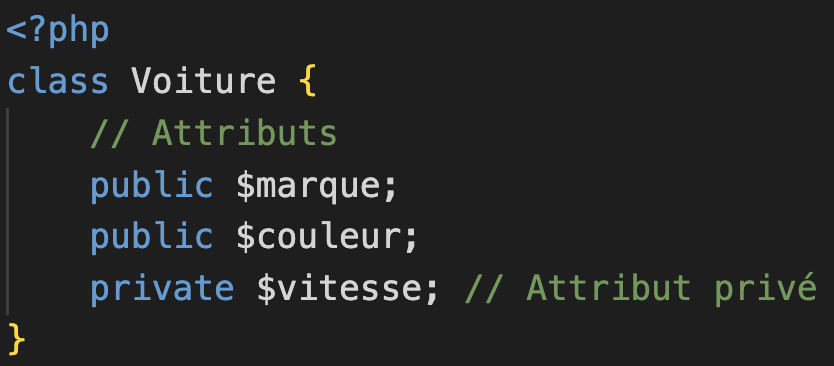 <?php
class Voiture {
    // Attributs
    public $marque;
    public $couleur;
    private $vitesse; // Attribut privé
}